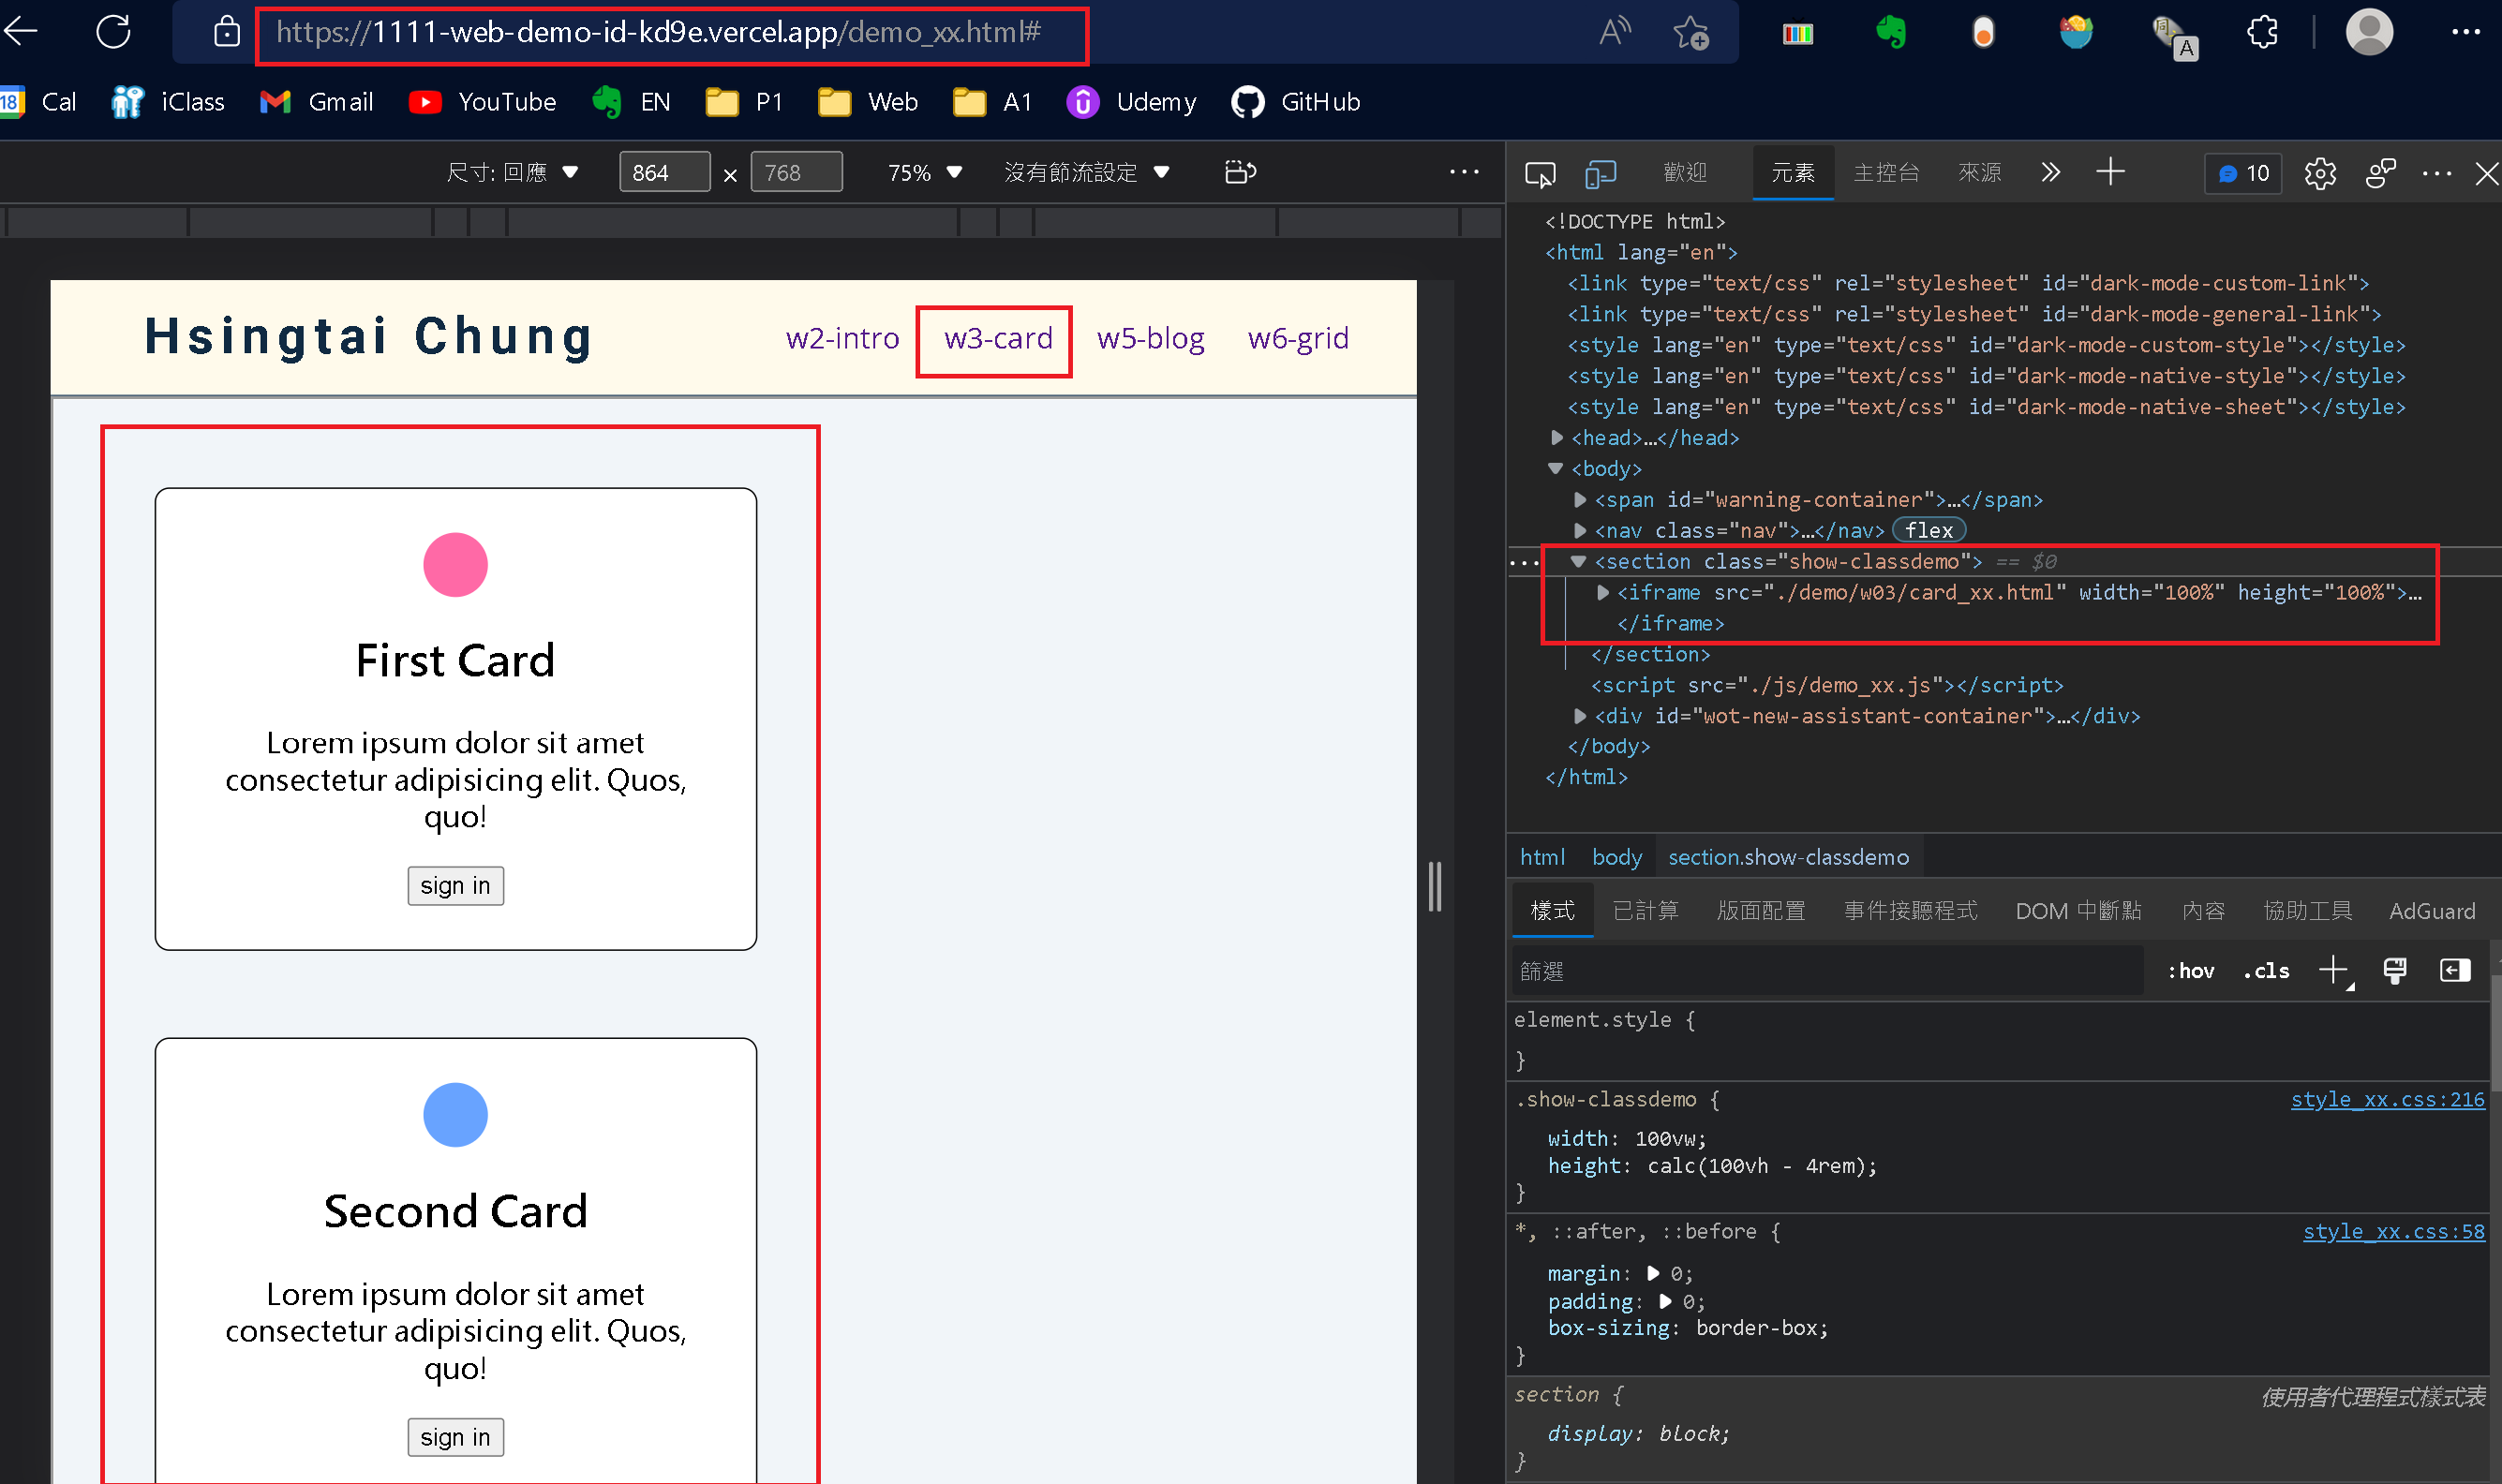 https://1111-web-demo-id-kd9e.vercel.app/demo_xx.html#
A
18 Cal iClass Gmail YouTube EN P1 Web A1 Udemy GitHub
尺寸: 回應 864 × 768 75% 沒有節流設定
歡迎 元素 主控台 來源 10
Hsingtai Chung w2-intro w3-card w5-blog w6-grid
First Card
Lorem ipsum dolor sit amet
consectetur adipisicing elit. Quos,
quo!
sign in
Second Card
Lorem ipsum dolor sit amet
consectetur adipisicing elit. Quos,
quo!
sign in
<!DOCTYPE html>
<html lang="en">
<link type="text/css" rel="stylesheet" id="dark-mode-custom-link">
<link type="text/css" rel="stylesheet" id="dark-mode-general-link">
<style lang="en" type="text/css" id="dark-mode-custom-style"></style>
<style lang="en" type="text/css" id="dark-mode-native-style"></style>
<style lang="en" type="text/css" id="dark-mode-native-sheet"></style>
<head>…</head>
<body>
<span id="warning-container">…</span>
<nav class="nav">…</nav> flex
<section class="show-classdemo"> == $0
<iframe src="./demo/w03/card_xx.html" width="100%" height="100%">…
</iframe>
</section>
<script src="./js/demo_xx.js"></script>
<div id="wot-new-assistant-container">…</div>
</body>
</html>
html body section.show-classdemo
樣式 已計算 版面配置 事件接聽程式 DOM 中斷點 內容 協助工具 AdGuard
篩選 :hov .cls
element.style {
}
.show-classdemo { style_xx.css:216
width: 100vw;
height: calc(100vh - 4rem);
}
*, ::after, ::before { style_xx.css:58
margin: 0;
padding: 0;
box-sizing: border-box;
}
section { 使用者代理程式樣式表
display: block;
}